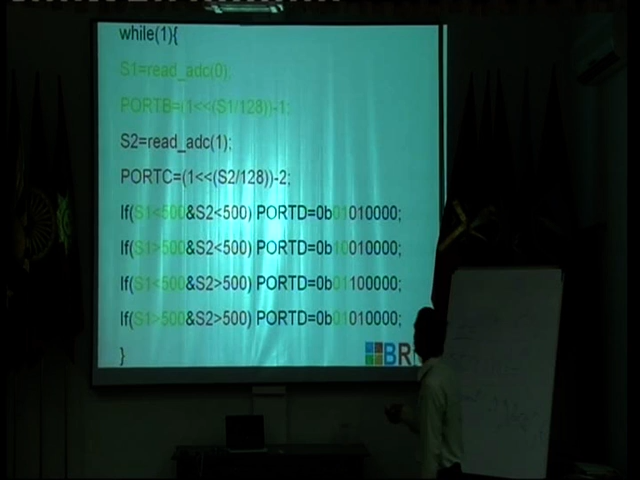 while(1){
S1=read_adc(0);
PORTB=(1<<(S1/128))-1;
S2=read_adc(1);
PORTC=(1<<(S2/128))-2;
If(S1<500&S2<500) PORTD=0b01010000;
If(S1>500&S2<500) PORTD=0b10010000;
If(S1<500&S2>500) PORTD=0b01100000;
If(S1>500&S2>500) PORTD=0b01010000;
}
BR